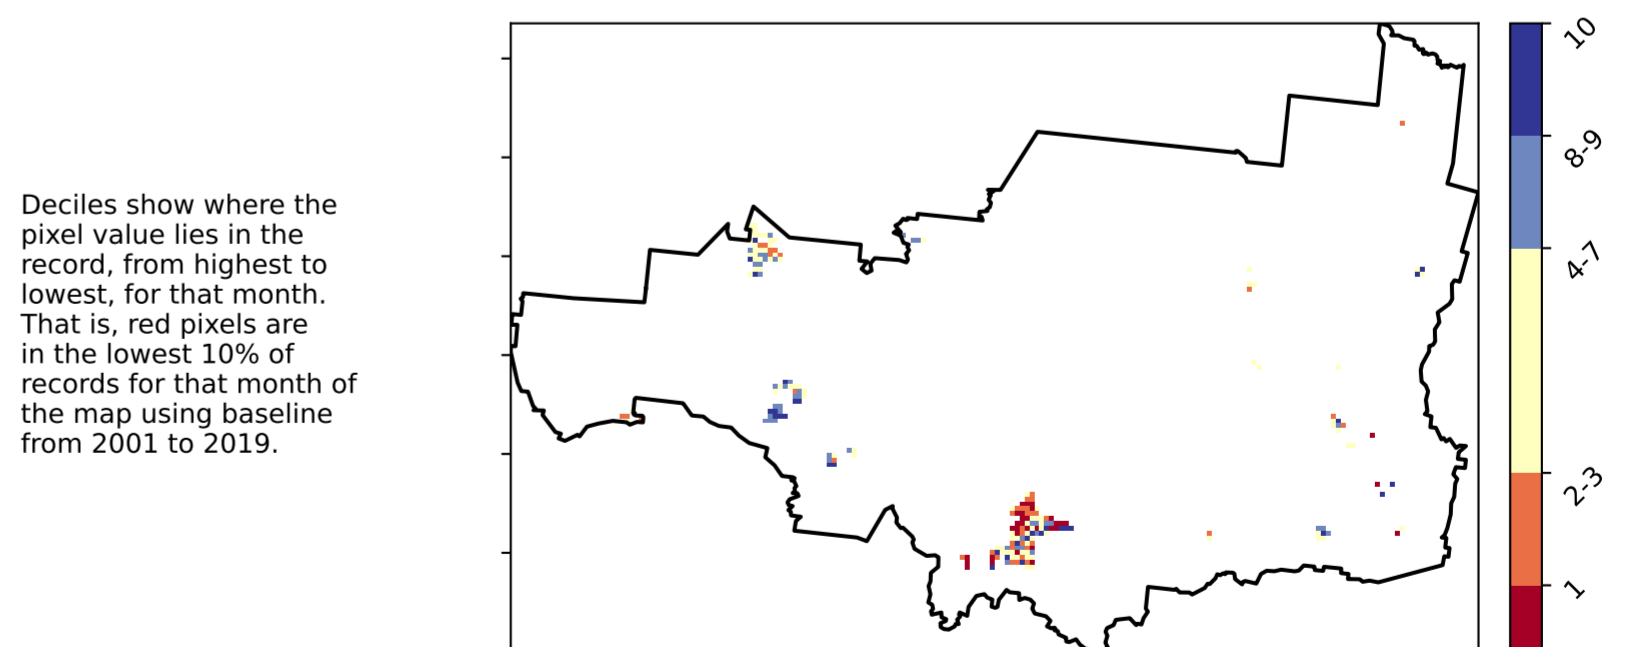 Deciles show where the
pixel value lies in the
record, from highest to
lowest, for that month.
That is, red pixels are
in the lowest 10% of
records for that month of
the map using baseline
from 2001 to 2019.
10
8-9
4-7
2-3
1